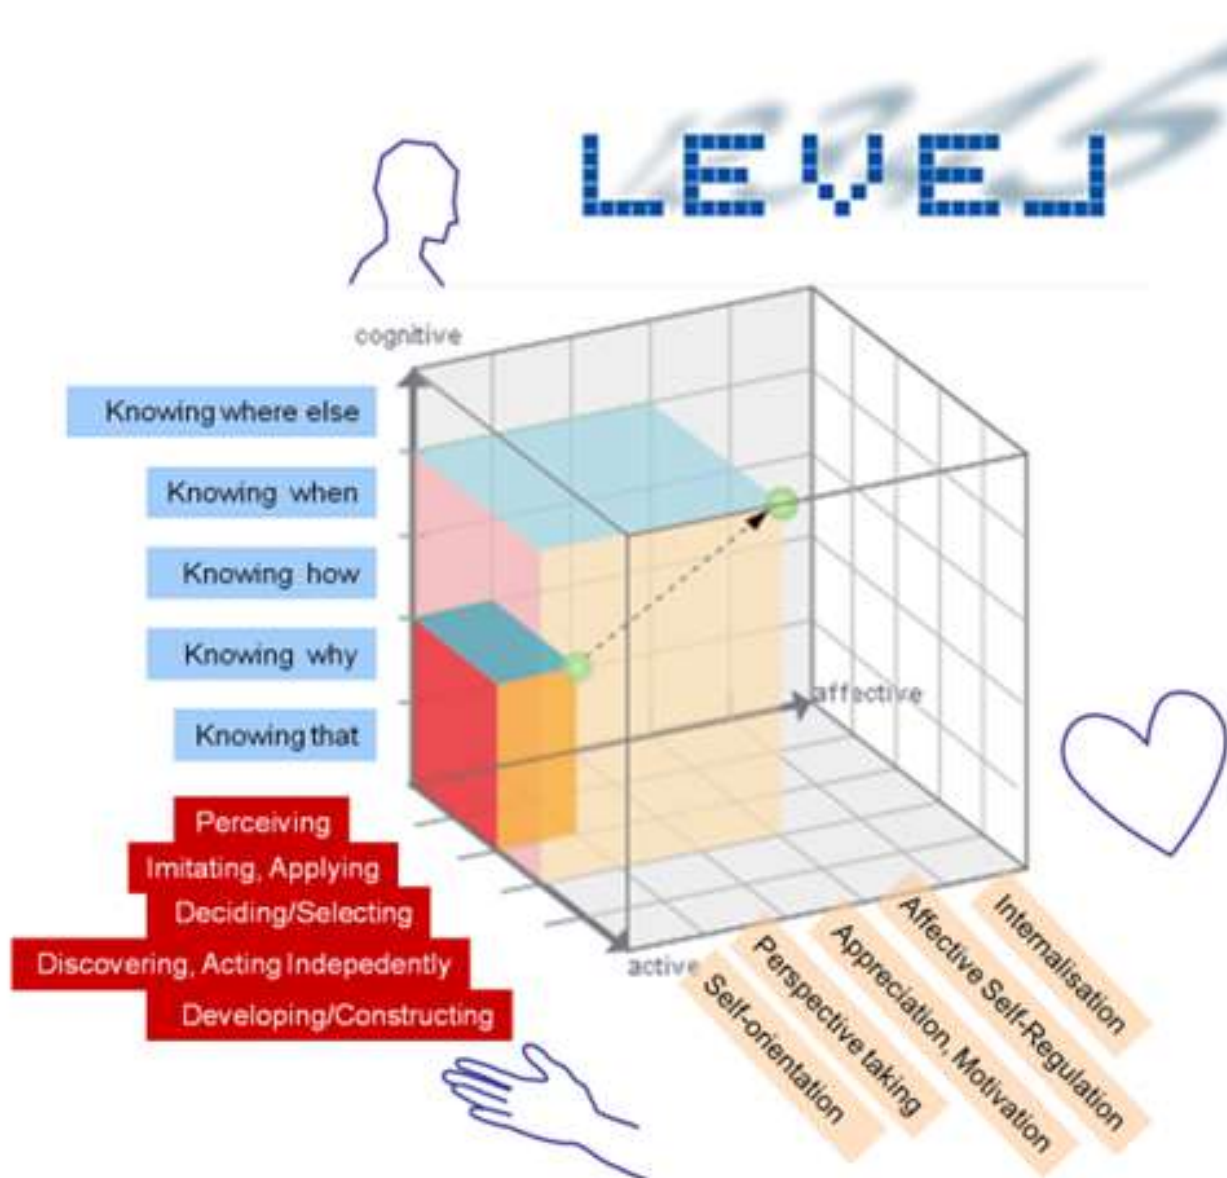 LEVEL
12345
cognitive
Knowing where else
Knowing when
Knowing how
Knowing why
Knowing that
affective
Perceiving
Imitating, Applying
Deciding/Selecting
Discovering, Acting Indepedently
Developing/Constructing
active
Self-orientation
Perspective taking
Appreciation, Motivation
Affective Self-Regulation
Internalisation